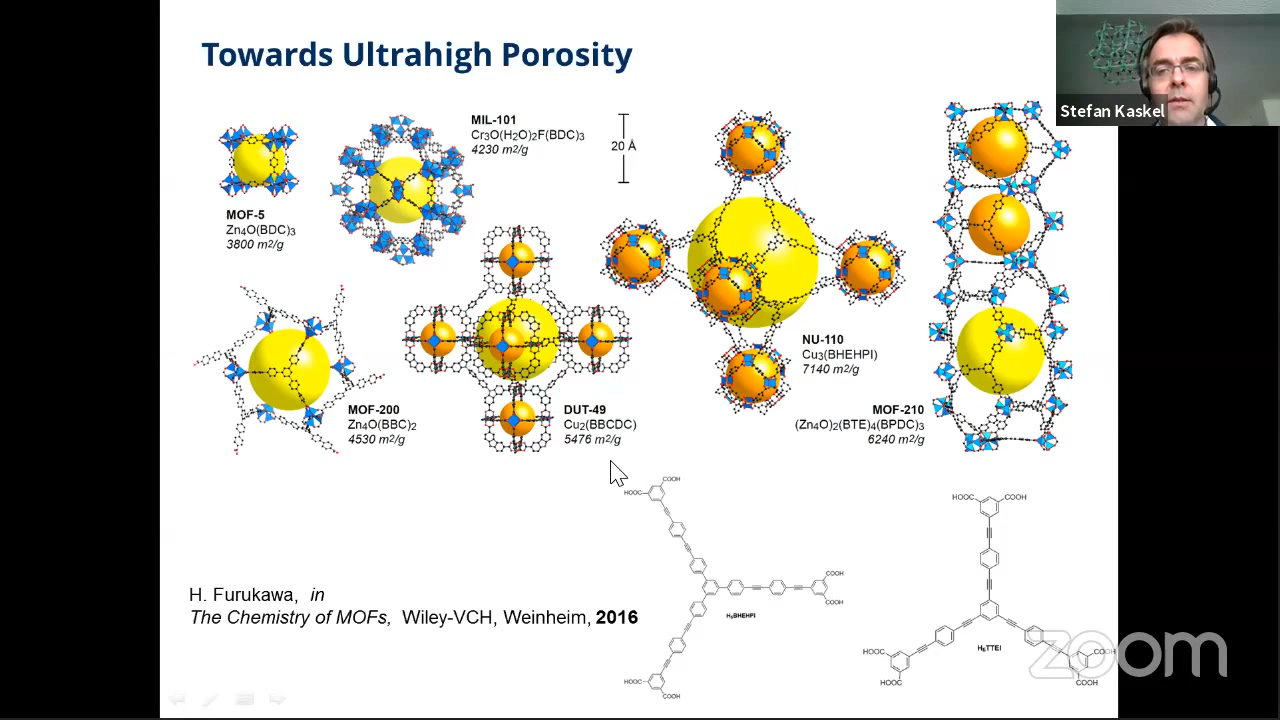 Towards Ultrahigh Porosity
Stefan Kaskel
MIL-101
Cr3O(H2O)2F(BDC)3
4230 m2/g
20 Å
MOF-5
Zn4O(BDC)3
3800 m2/g
NU-110
Cu3(BHEHPI)
7140 m2/g
MOF-200
Zn4O(BBC)2
4530 m2/g
DUT-49
Cu2(BBCDC)
5476 m2/g
MOF-210
(Zn4O)2(BTE)4(BPDC)3
6240 m2/g
COOH
HOOC
HOOC
COOH
COOH
COOH
H6BHEHPI
HOOC
COOH
HOOC
HOOC
COOH
COOH
H6TTEI
H. Furukawa, in
The Chemistry of MOFs, Wiley-VCH, Weinheim, 2016
zoom